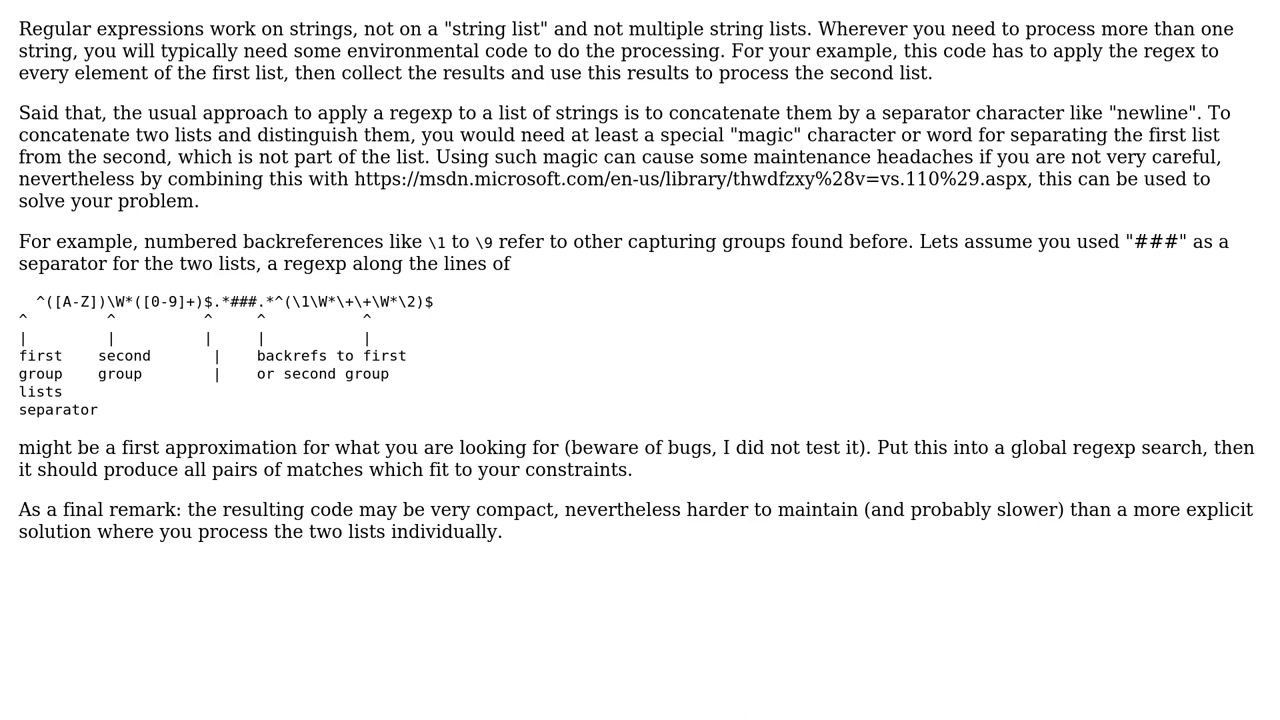 Regular expressions work on strings, not on a "string list" and not multiple string lists. Wherever you need to process more than one
string, you will typically need some environmental code to do the processing. For your example, this code has to apply the regex to
every element of the first list, then collect the results and use this results to process the second list.
Said that, the usual approach to apply a regexp to a list of strings is to concatenate them by a separator character like "newline". To
concatenate two lists and distinguish them, you would need at least a special "magic" character or word for separating the first list
from the second, which is not part of the list. Using such magic can cause some maintenance headaches if you are not very careful,
nevertheless by combining this with https://msdn.microsoft.com/en-us/library/thwdfzxy%28v=vs.110%29.aspx, this can be used to
solve your problem.
For example, numbered backreferences like \1 to \9 refer to other capturing groups found before. Lets assume you used "###" as a
separator for the two lists, a regexp along the lines of
  ^([A-Z])\W*([0-9]+)$.*###.*^(\1\W*\+\+\W*\2)$
^         ^          ^     ^           ^
|         |          |     |           |
first    second       |    backrefs to first
group    group        |    or second group
lists
separator
might be a first approximation for what you are looking for (beware of bugs, I did not test it). Put this into a global regexp search, then
it should produce all pairs of matches which fit to your constraints.
As a final remark: the resulting code may be very compact, nevertheless harder to maintain (and probably slower) than a more explicit
solution where you process the two lists individually.